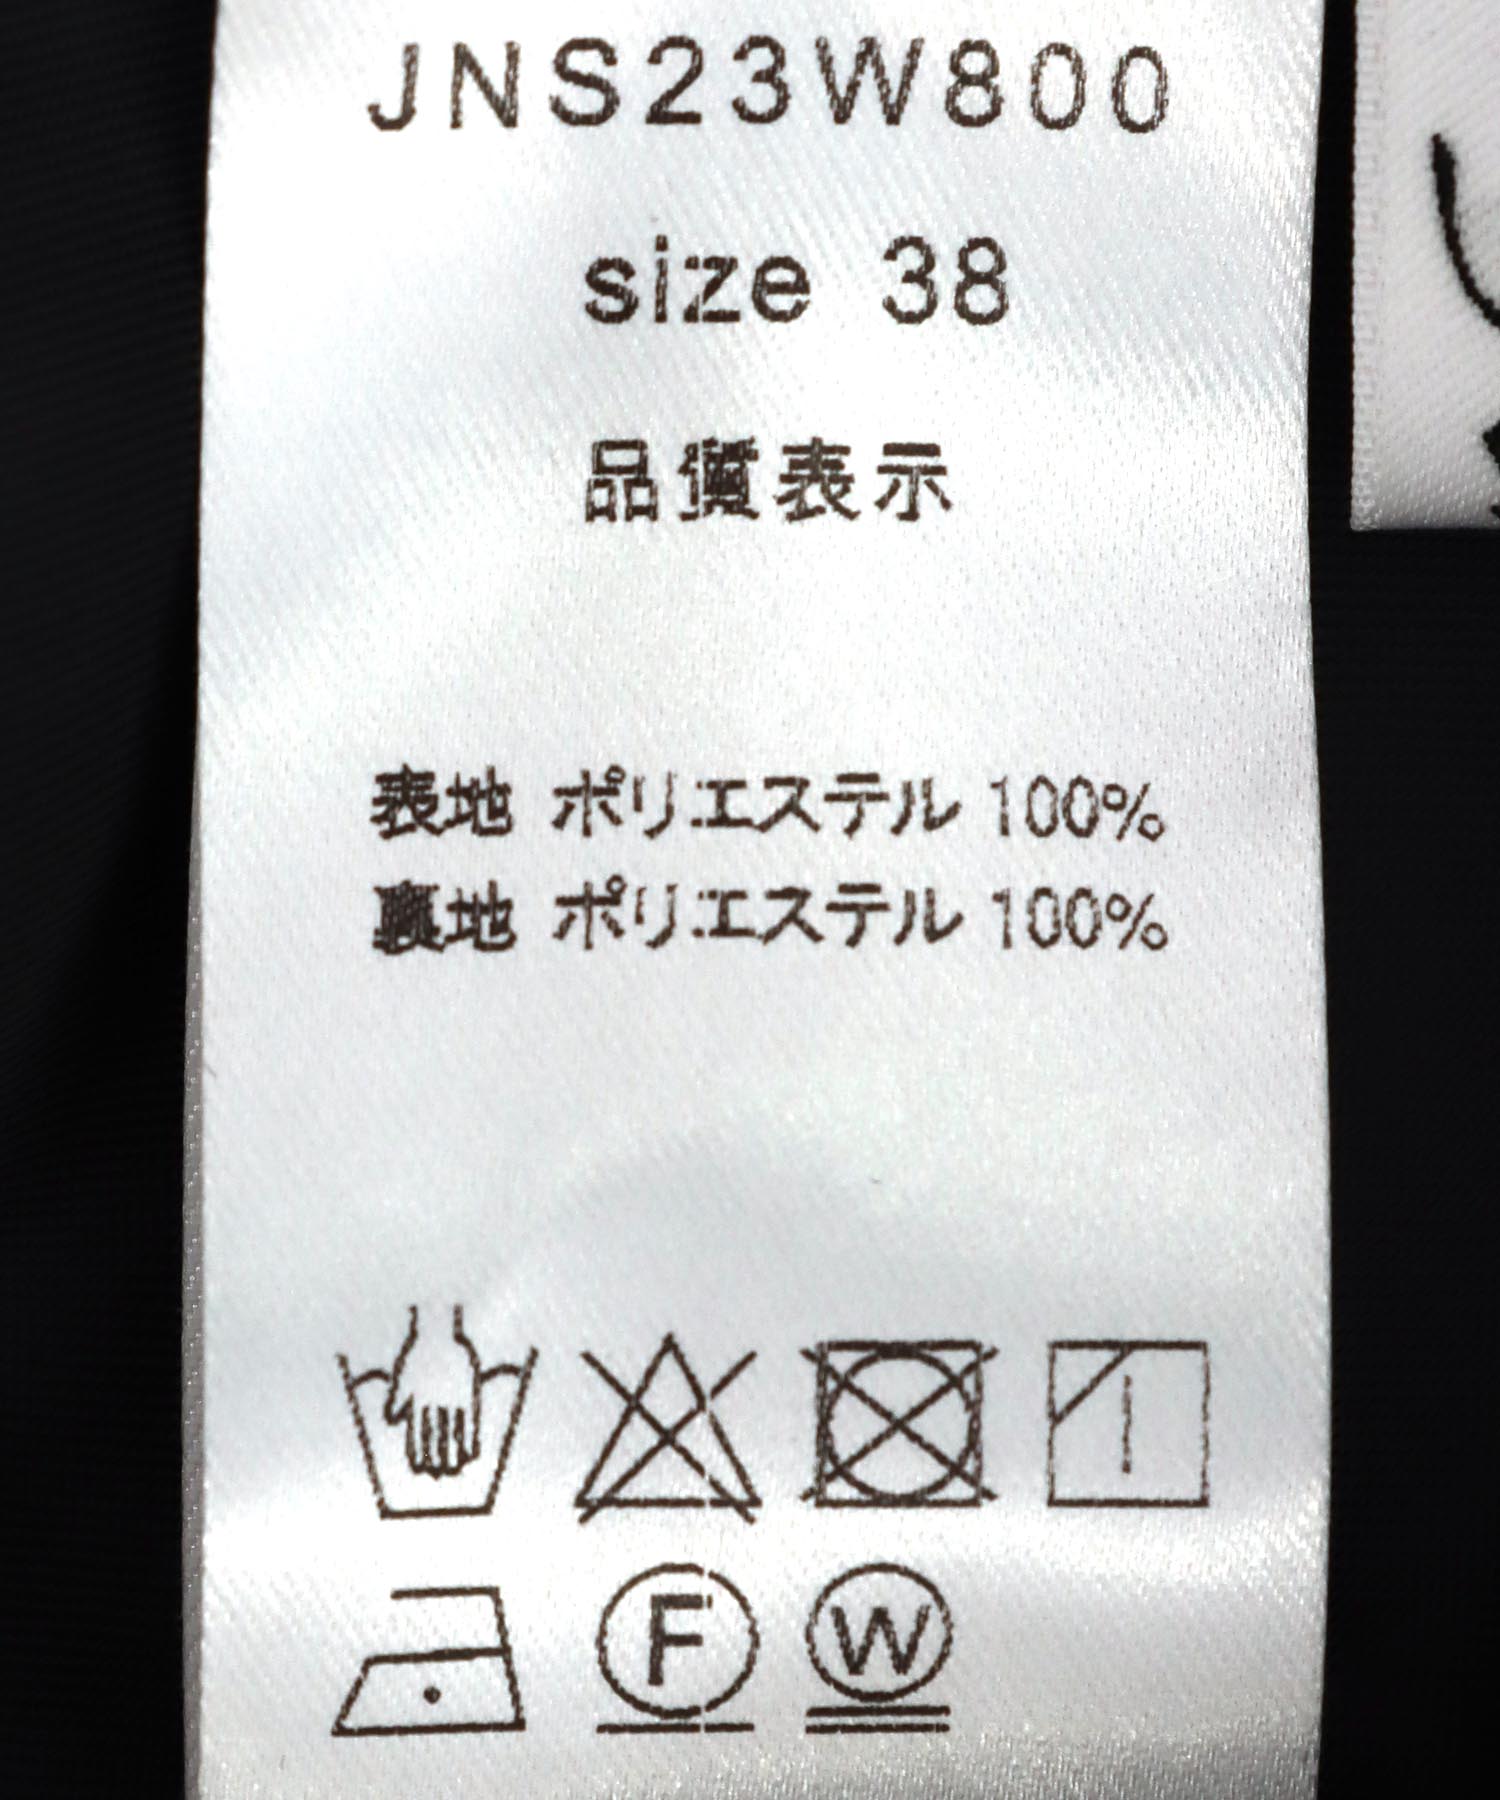 JNS23W800
size 38
品質表示
表地 ポリエステル 100%
裏地 ポリエステル 100%
F W